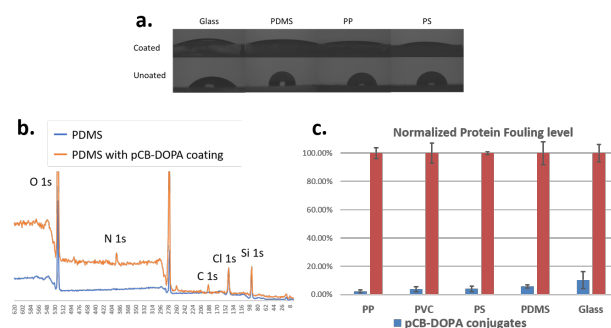 a.
Glass PDMS PP PS
Coated
Unoated
b.
PDMS
PDMS with pCB-DOPA coating
O 1s
N 1s
C 1s
Cl 1s
Si 1s
c.
Normalized Protein Fouling level
100.00%
80.00%
60.00%
40.00%
20.00%
0.00%
PP PVC PS PDMS Glass
pCB-DOPA conjugates